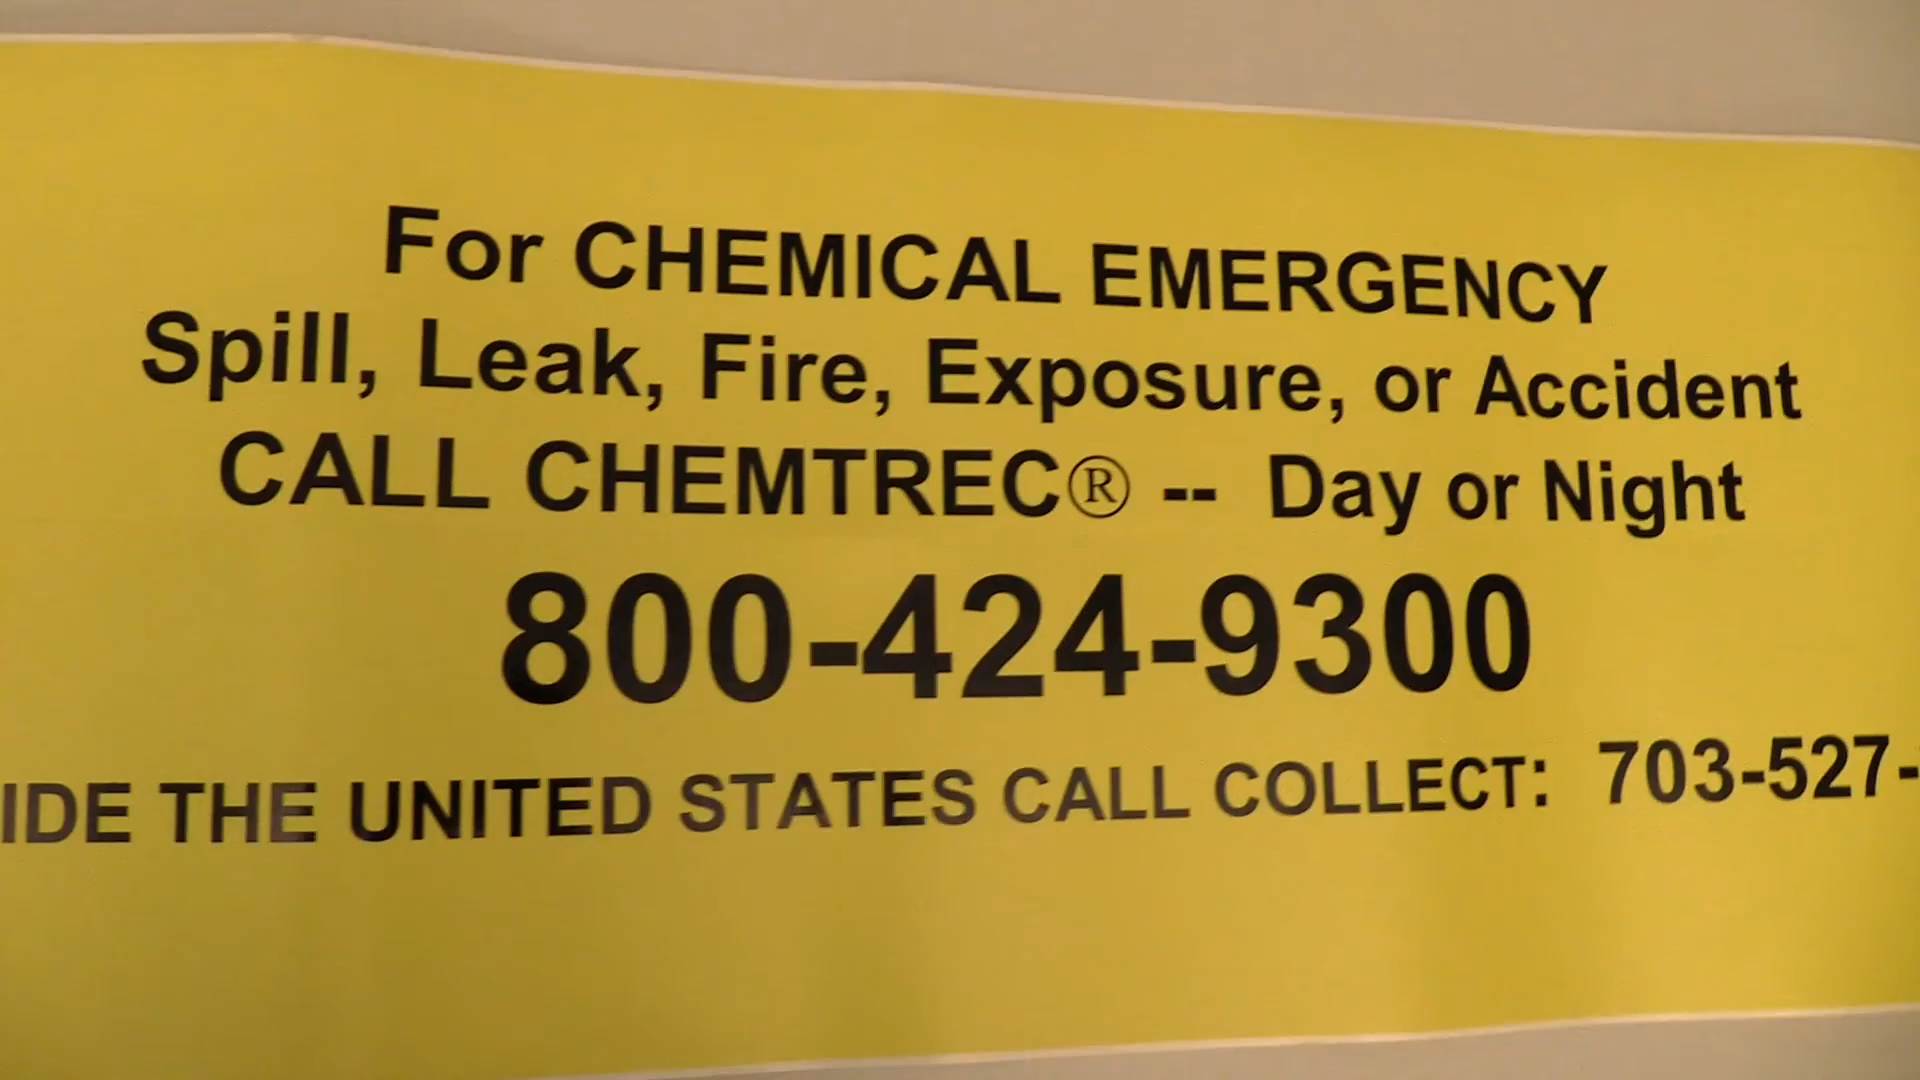 For CHEMICAL EMERGENCY
Spill, Leak, Fire, Exposure, or Accident
CALL CHEMTREC® -- Day or Night
800-424-9300
IDE THE UNITED STATES CALL COLLECT: 703-527-